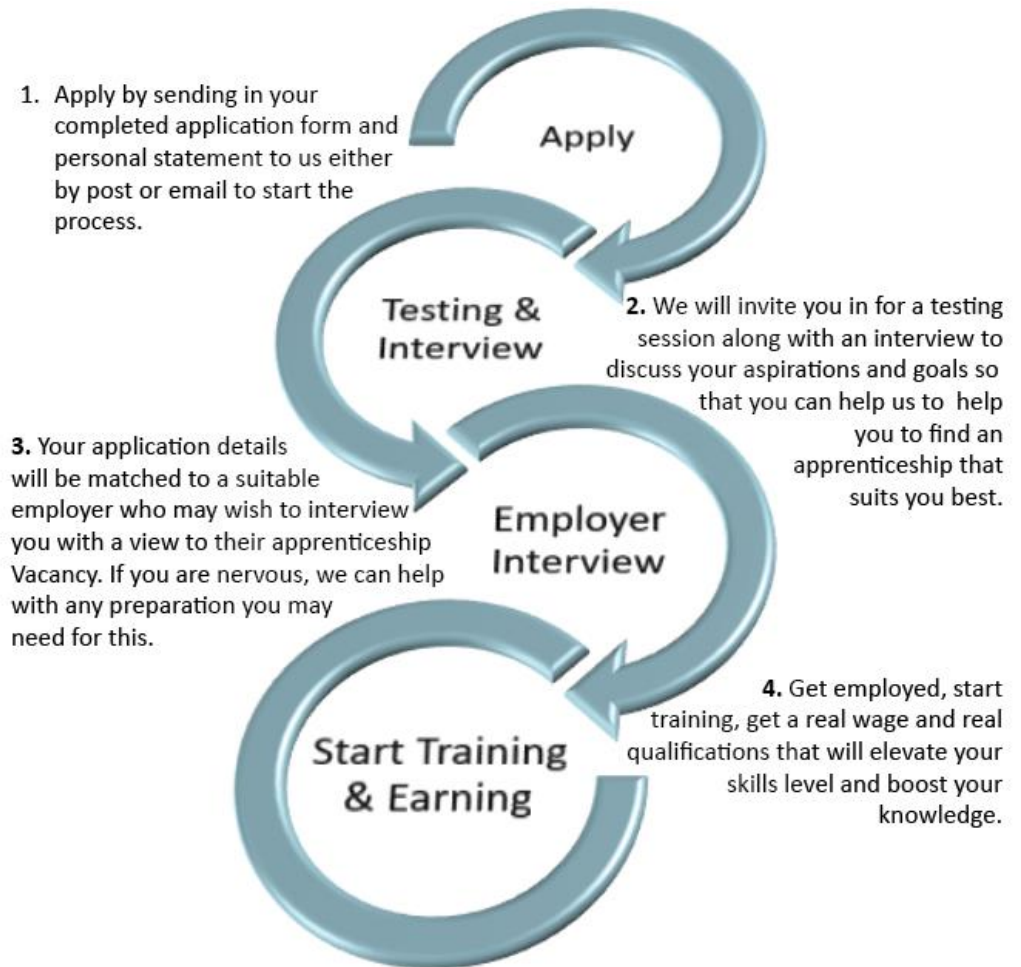 1. Apply by sending in your
completed application form and
personal statement to us either
by post or email to start the
process.
Apply
Testing &
Interview
2. We will invite you in for a testing
session along with an interview to
discuss your aspirations and goals so
that you can help us to help
you to find an
apprenticeship that
suits you best.
3. Your application details
will be matched to a suitable
employer who may wish to interview
you with a view to their apprenticeship
Vacancy. If you are nervous, we can help
with any preparation you may
need for this.
Employer
Interview
4. Get employed, start
training, get a real wage and real
qualifications that will elevate your
skills level and boost your
knowledge.
Start Training
& Earning